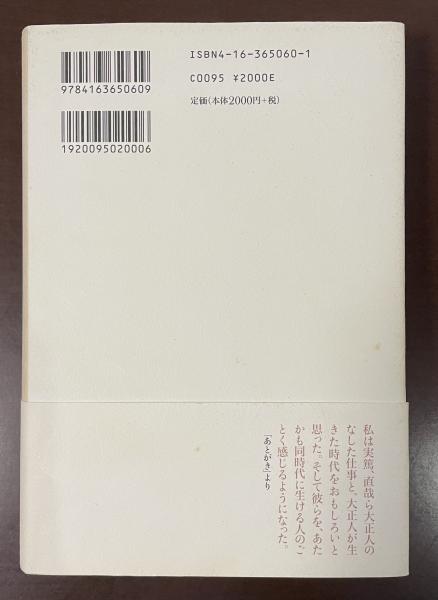 ISBN4-16-365060-1
C0095 ¥2000E
定価(本体2000円+税)
9784163650609
1920095020006
私は実篤、直哉ら大正人の
なした仕事と、大正人が生
きた時代をおもしろいと
思った。そして彼らを、あた
かも同時代に生ける人のご
とく感じるようになった。
「あとがき」より